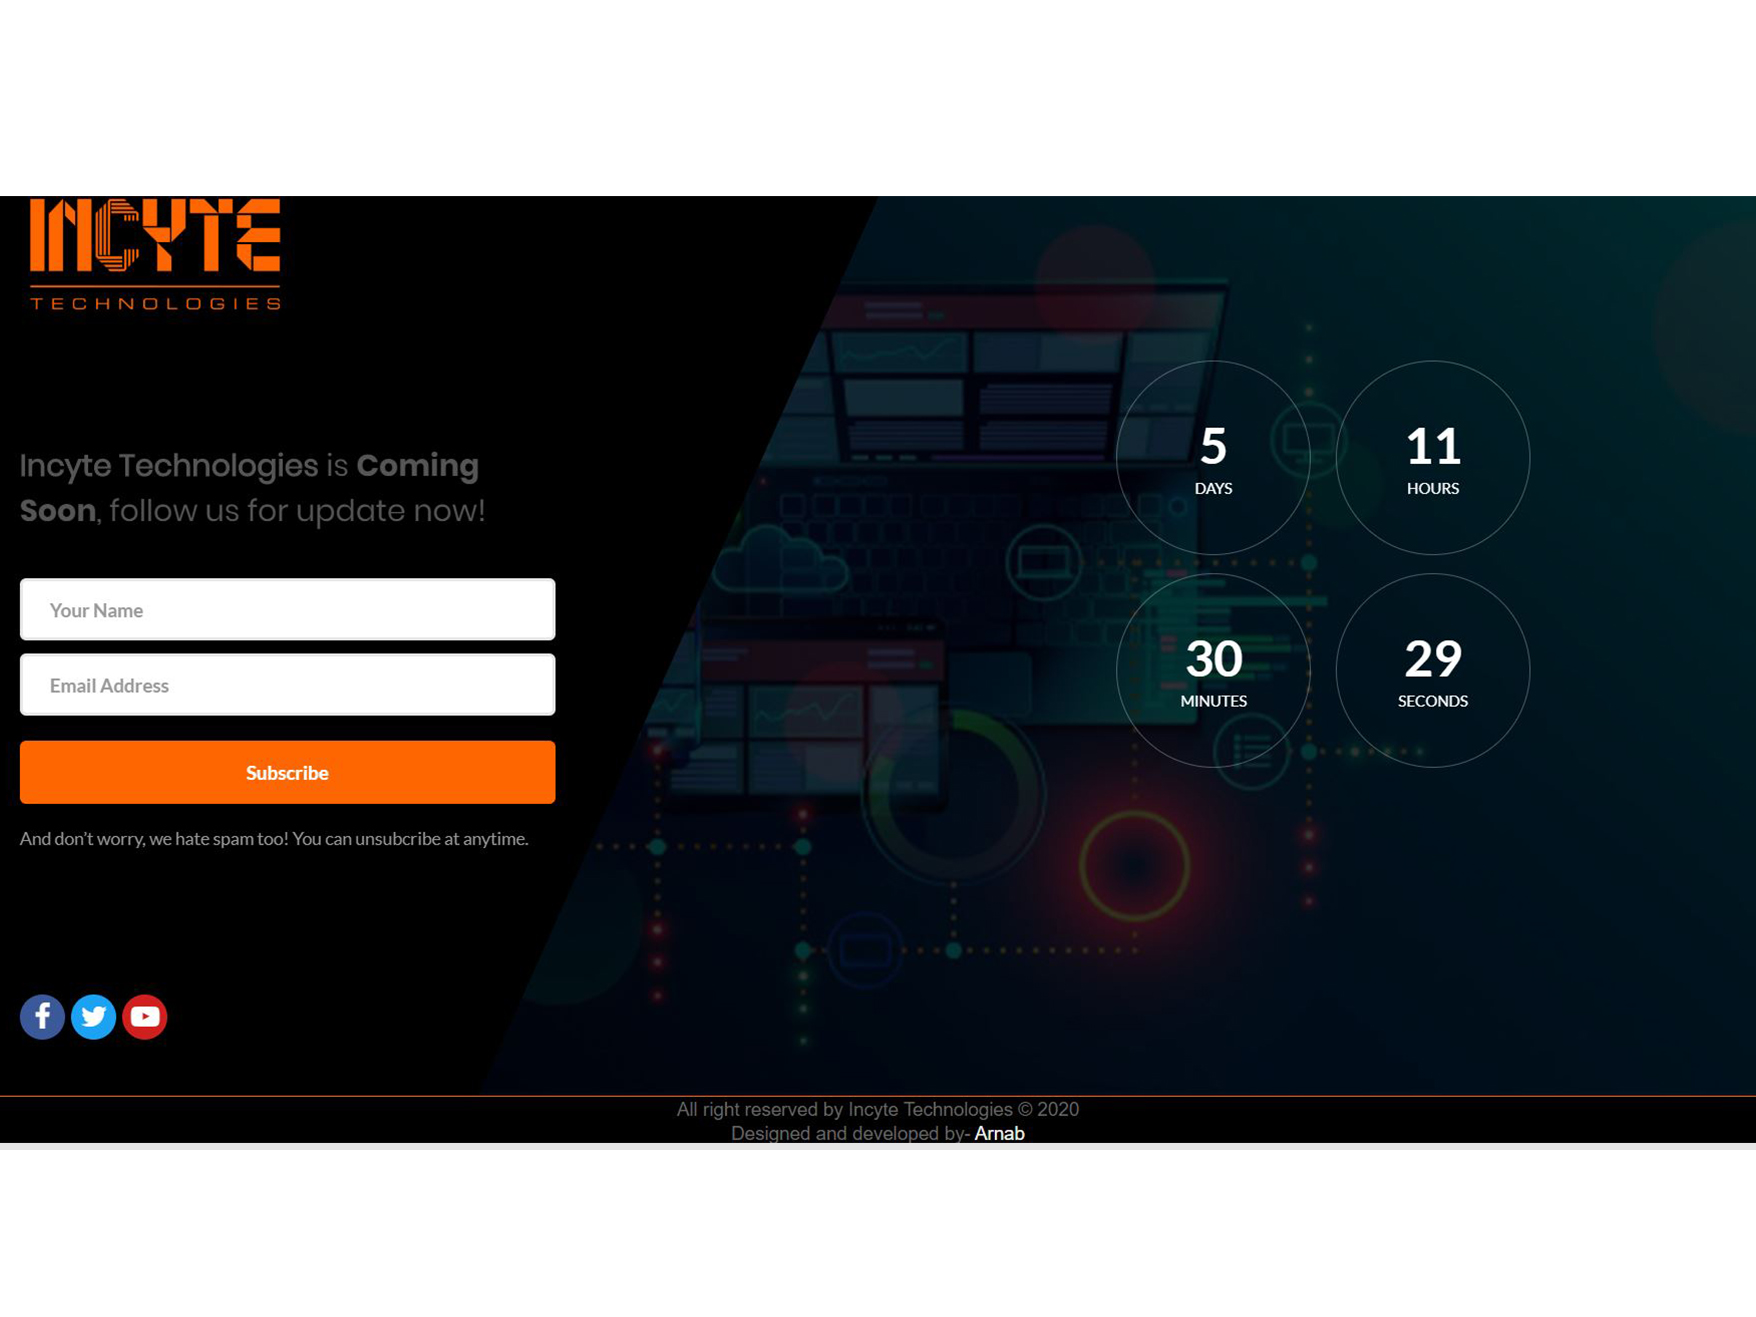 INCYTE
TECHNOLOGIES
Incyte Technologies is Coming
Soon, follow us for update now!
Your Name
Email Address
Subscribe
And don't worry, we hate spam too! You can unsubcribe at anytime.
5
DAYS
11
HOURS
30
MINUTES
29
SECONDS
All right reserved by Incyte Technologies © 2020
Designed and developed by- Arnab